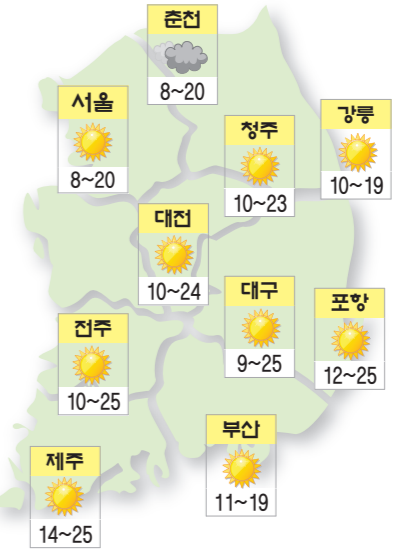 춘천
8~20
서울
8~20
청주
10~23
강릉
10~19
대전
10~24
대구
9~25
포항
12~25
전주
10~25
부산
11~19
제주
14~25